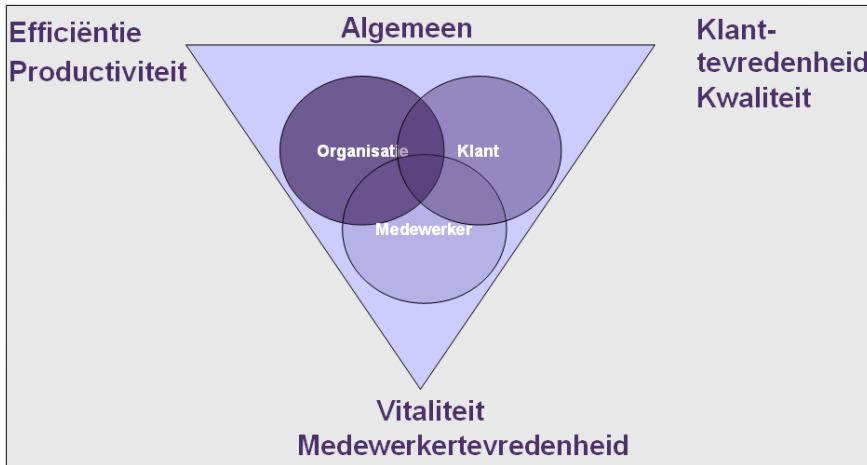 Efficiëntie
Productiviteit
Algemeen
Klant-
tevredenheid
Kwaliteit
Organisatie
Klant
Medewerker
Vitaliteit
Medewerkertevredenheid